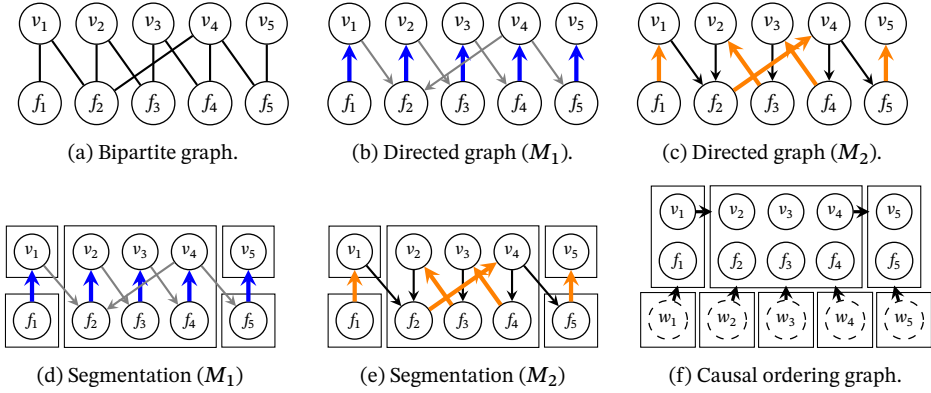 v1 v2 v3 v4 v5 v1 v2 v3 v4 v5 v1 v2 v3 v4 v5
f1 f2 f3 f4 f5 f1 f2 f3 f4 f5 f1 f2 f3 f4 f5
(a) Bipartite graph. (b) Directed graph (M1). (c) Directed graph (M2).
v1 v2 v3 v4 v5
f1 f2 f3 f4 f5
(d) Segmentation (M1)
v1 v2 v3 v4 v5
f1 f2 f3 f4 f5
(e) Segmentation (M2)
v1 v2 v3 v4 v5
f1 f2 f3 f4 f5
w1 w2 w3 w4 w5
(f) Causal ordering graph.